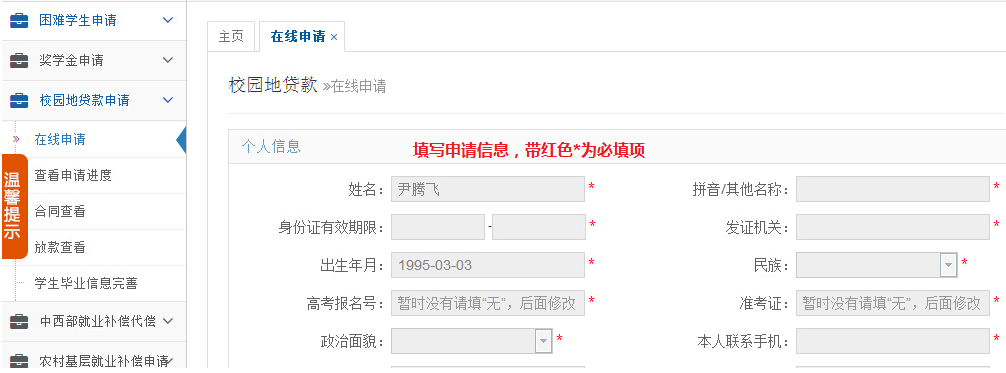 困难学生申请
奖学金申请
校园地贷款申请
在线申请
查看申请进度
合同查看
放款查看
学生毕业信息完善
中西部就业补偿代偿
农村基层就业补偿申请
温馨提示
主页 在线申请 ×
校园地贷款 »在线申请
个人信息 填写申请信息，带红色*为必填项
姓名： 尹腾飞 * 拼音/其他名称： *
身份证有效期限： - * 发证机关： *
出生年月： 1995-03-03 * 民族： *
高考报名号： 暂时没有请填“无”，后面修改 * 准考证： 暂时没有请填“无”，后面修改 *
政治面貌： * 本人联系手机： *